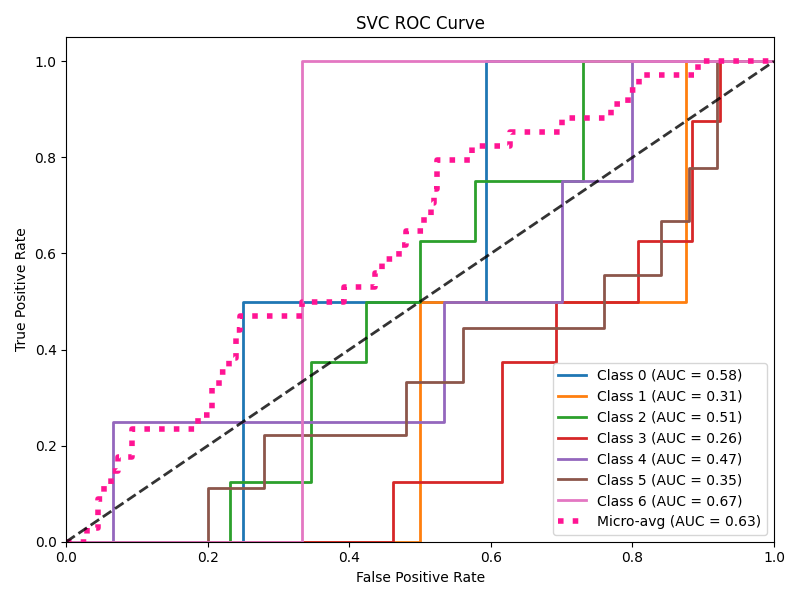 SVC ROC Curve
True Positive Rate
1.0
0.8
0.6
0.4
0.2
0.0
0.0 0.2 0.4 0.6 0.8 1.0
False Positive Rate
Class 0 (AUC = 0.58)
Class 1 (AUC = 0.31)
Class 2 (AUC = 0.51)
Class 3 (AUC = 0.26)
Class 4 (AUC = 0.47)
Class 5 (AUC = 0.35)
Class 6 (AUC = 0.67)
Micro-avg (AUC = 0.63)